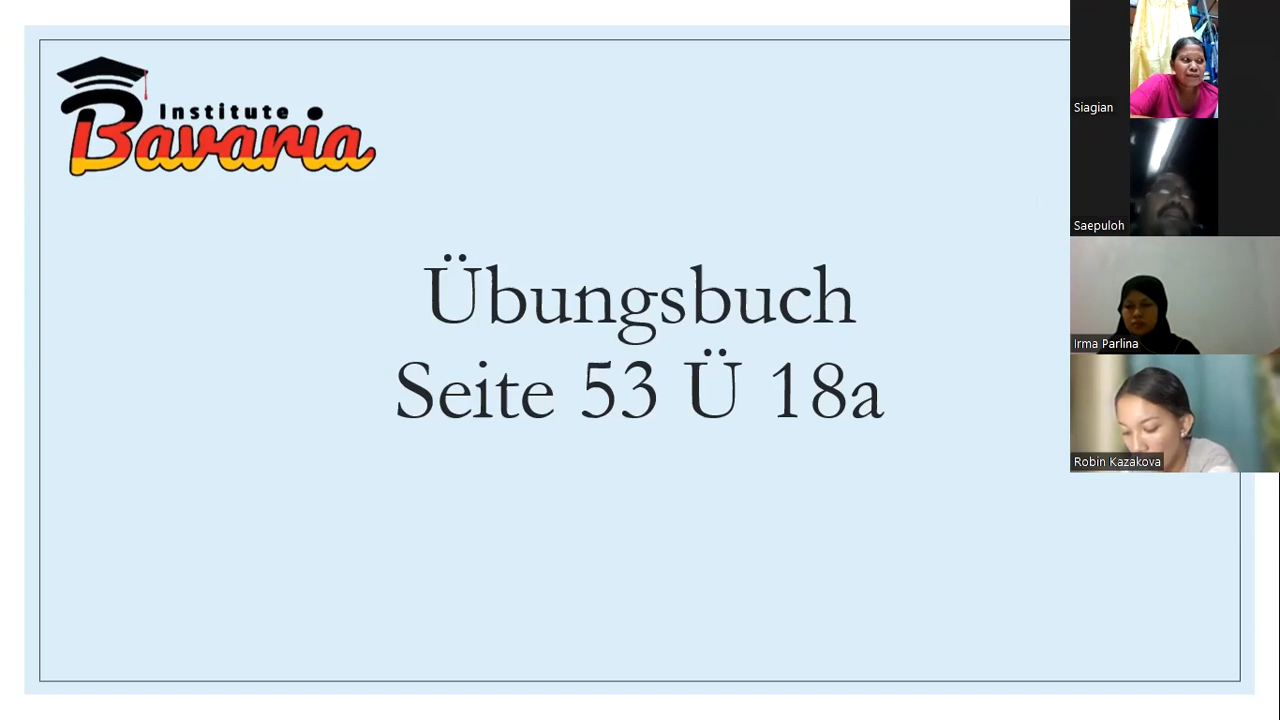 Institute
Bavaria
Übungsbuch
Seite 53 Ü 18a
Siagian
Saepuloh
Irma Parlina
Robin Kazakova